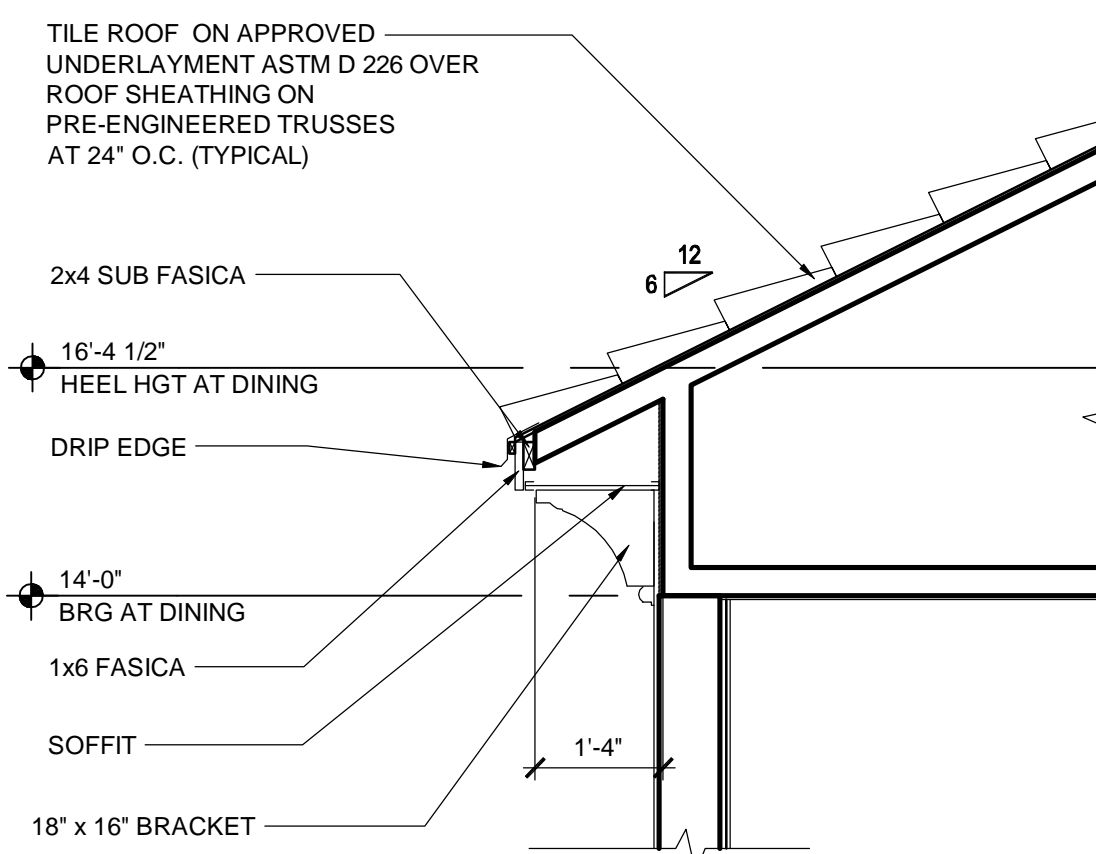 TILE ROOF ON APPROVED
UNDERLAYMENT ASTM D 226 OVER
ROOF SHEATHING ON
PRE-ENGINEERED TRUSSES
AT 24" O.C. (TYPICAL)
12
6
2x4 SUB FASICA
16'-4 1/2"
HEEL HGT AT DINING
DRIP EDGE
14'-0"
BRG AT DINING
1x6 FASICA
SOFFIT
1'-4"
18" x 16" BRACKET